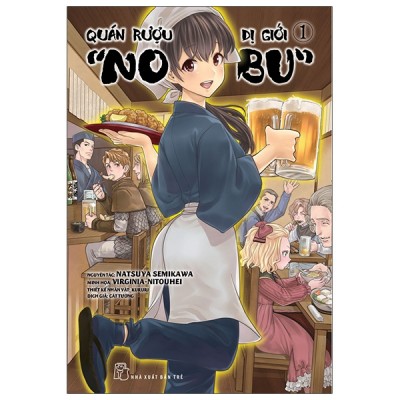 QUÁN RƯỢU DỊ GIỚI 1
"NOBU"
NGUYÊN TÁC: NATSUYA SEMIKAWA
MINH HỌA: VIRGINIA-NITOUHEI
THIẾT KẾ NHÂN VẬT: KURURI
DỊCH GIẢ: CÁT TƯỜNG
NHÀ XUẤT BẢN TRẺ